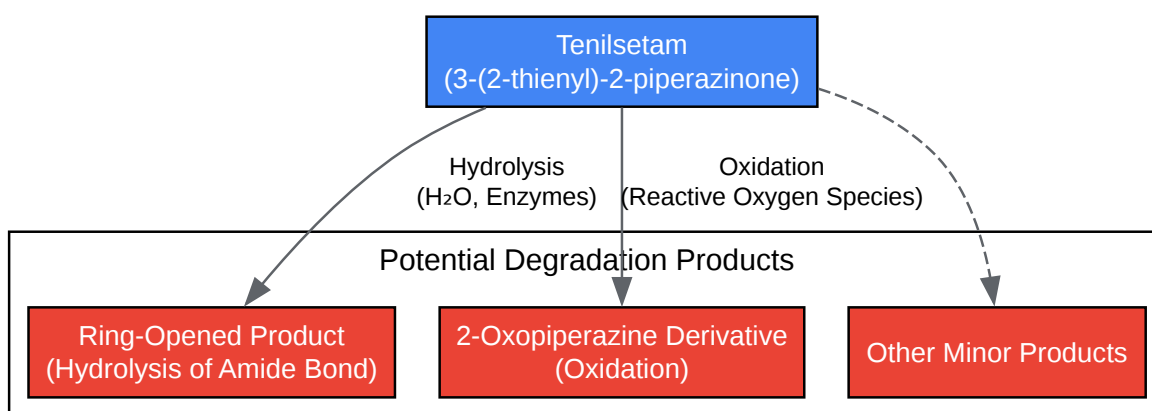 Tenilsetam
(3-(2-thienyl)-2-piperazinone)
Hydrolysis
(H₂O, Enzymes)
Oxidation
(Reactive Oxygen Species)
Potential Degradation Products
Ring-Opened Product
(Hydrolysis of Amide Bond)
2-Oxopiperazine Derivative
(Oxidation)
Other Minor Products